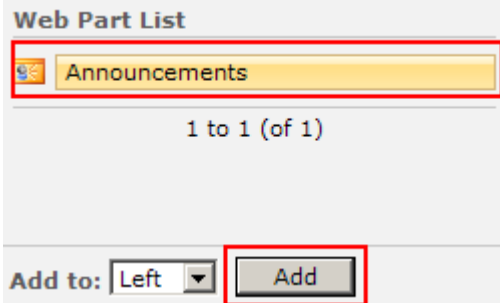 Web Part List
Announcements
1 to 1 (of 1)
Add to: Left Add